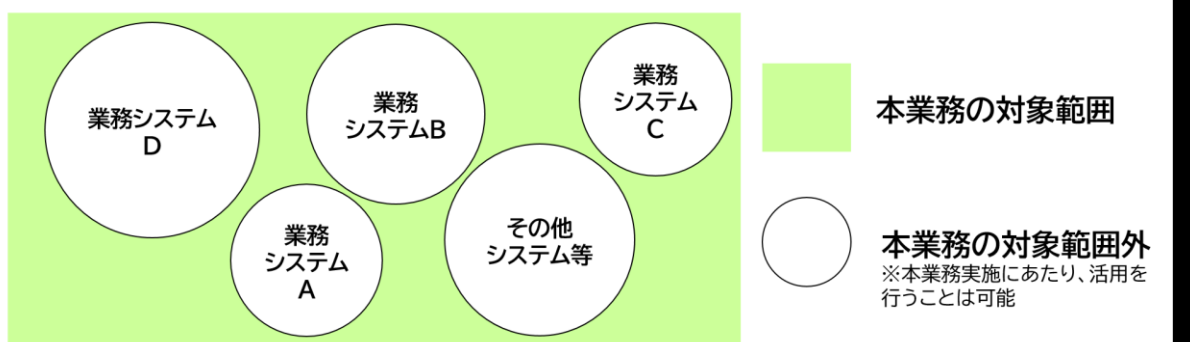 業務システム
D
業務
システムB
業務
システム
C
業務
システム
A
その他
システム等
本業務の対象範囲
本業務の対象範囲外
※本業務実施にあたり、活用を
行うことは可能